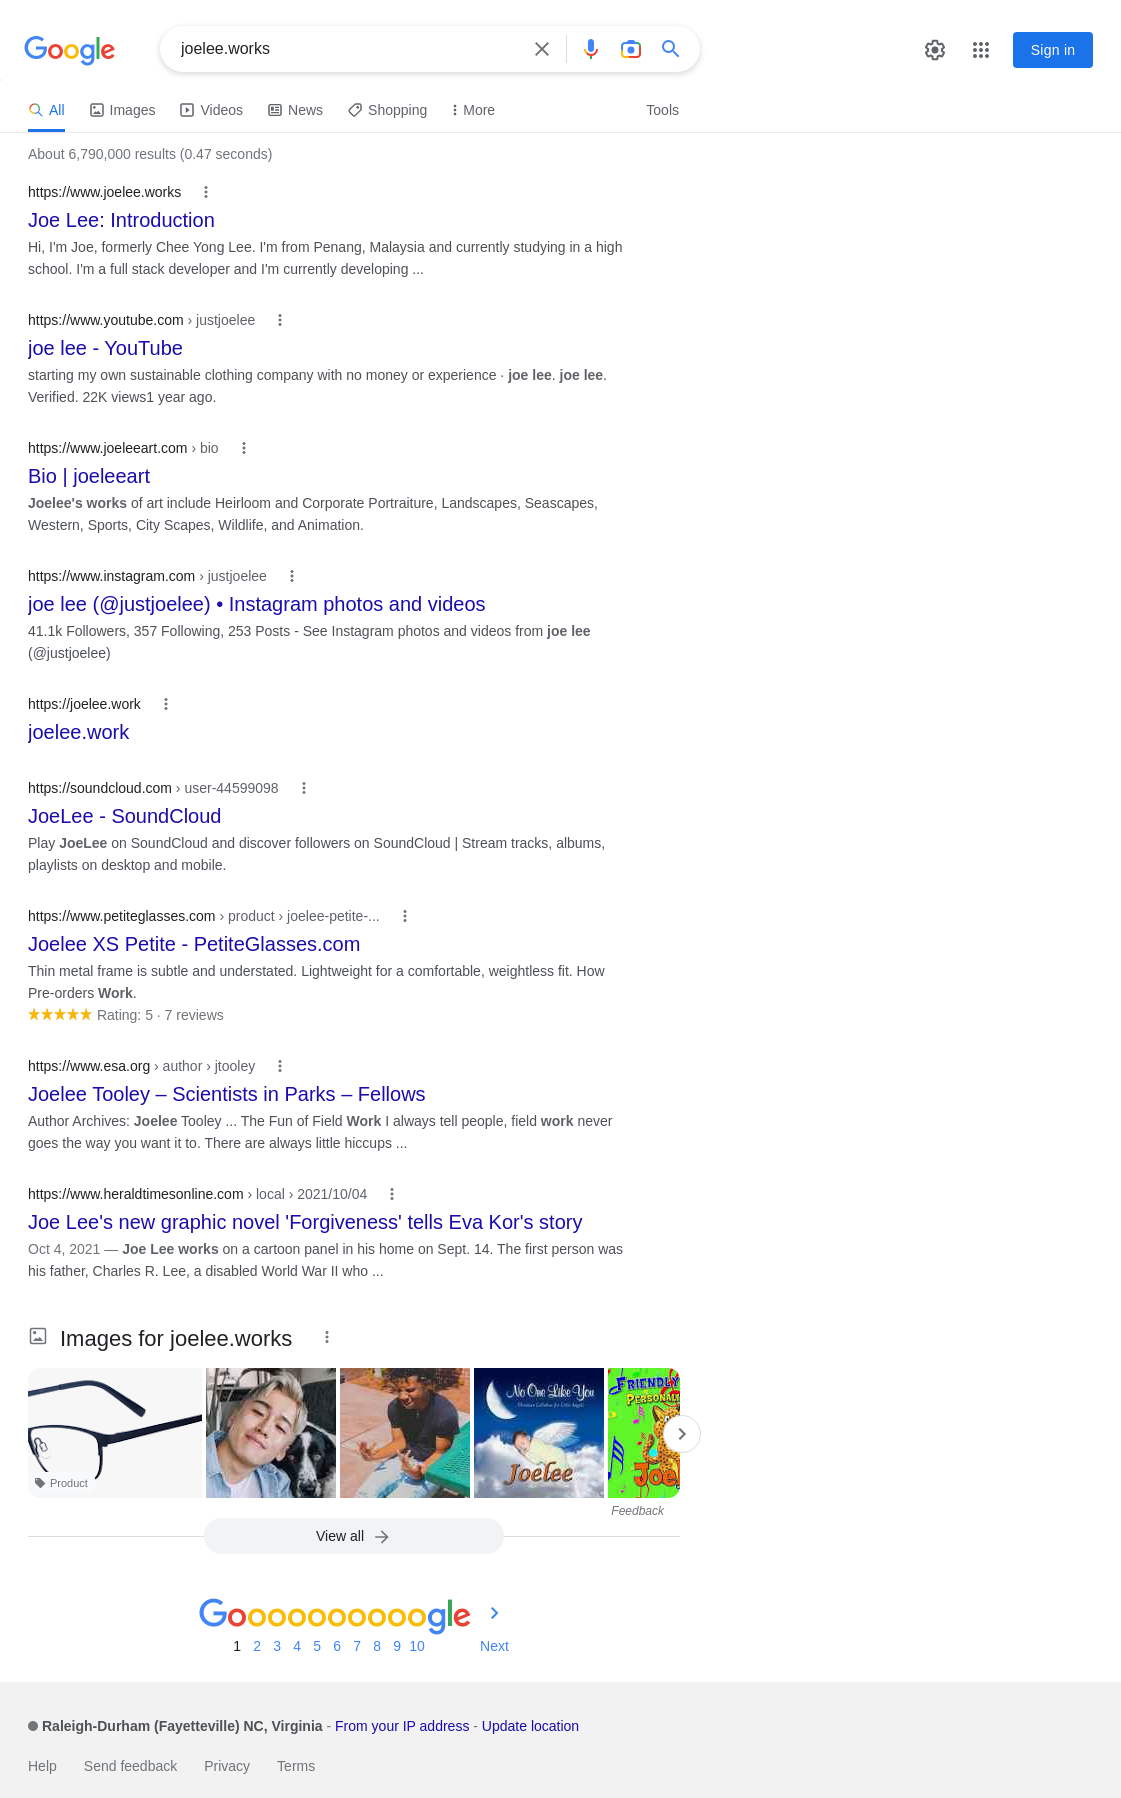 Google
joelee.works
Sign in
All Images Videos News Shopping More Tools
About 6,790,000 results (0.47 seconds)
https://www.joelee.works
Joe Lee: Introduction
Hi, I'm Joe, formerly Chee Yong Lee. I'm from Penang, Malaysia and currently studying in a high
school. I'm a full stack developer and I'm currently developing ...
https://www.youtube.com › justjoelee
joe lee - YouTube
starting my own sustainable clothing company with no money or experience · joe lee. joe lee.
Verified. 22K views1 year ago.
https://www.joeleeart.com › bio
Bio | joeleeart
Joelee's works of art include Heirloom and Corporate Portraiture, Landscapes, Seascapes,
Western, Sports, City Scapes, Wildlife, and Animation.
https://www.instagram.com › justjoelee
joe lee (@justjoelee) • Instagram photos and videos
41.1k Followers, 357 Following, 253 Posts - See Instagram photos and videos from joe lee
(@justjoelee)
https://joelee.work
joelee.work
https://soundcloud.com › user-44599098
JoeLee - SoundCloud
Play JoeLee on SoundCloud and discover followers on SoundCloud | Stream tracks, albums,
playlists on desktop and mobile.
https://www.petiteglasses.com › product › joelee-petite-...
Joelee XS Petite - PetiteGlasses.com
Thin metal frame is subtle and understated. Lightweight for a comfortable, weightless fit. How
Pre-orders Work.
Rating: 5 · 7 reviews
https://www.esa.org › author › jtooley
Joelee Tooley – Scientists in Parks – Fellows
Author Archives: Joelee Tooley ... The Fun of Field Work I always tell people, field work never
goes the way you want it to. There are always little hiccups ...
https://www.heraldtimesonline.com › local › 2021/10/04
Joe Lee's new graphic novel 'Forgiveness' tells Eva Kor's story
Oct 4, 2021 — Joe Lee works on a cartoon panel in his home on Sept. 14. The first person was
his father, Charles R. Lee, a disabled World War II who ...
Images for joelee.works
No One Like You
Joelee
FRIENDLY
PERSONAL
Joe
Product
Feedback
View all
Goooooooooogle
1 2 3 4 5 6 7 8 9 10 Next
Raleigh-Durham (Fayetteville) NC, Virginia - From your IP address - Update location
Help Send feedback Privacy Terms